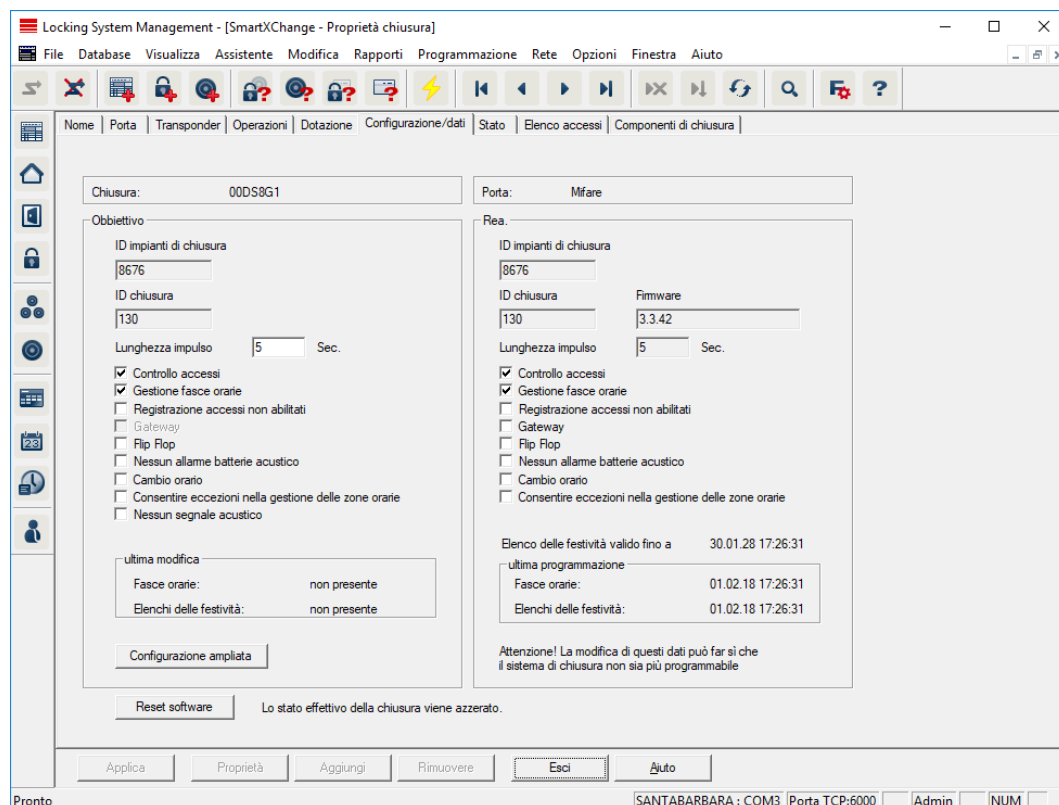 Locking System Management - [SmartXChange - Proprietà chiusura]
File Database Visualizza Assistente Modifica Rapporti Programmazione Rete Opzioni Finestra Aiuto
Nome Porta Transponder Operazioni Dotazione Configurazione/dati Stato Elenco accessi Componenti di chiusura
Chiusura: 00DS8G1
Porta: Mifare
Obbiettivo
ID impianti di chiusura
8676
ID chiusura
130
Lunghezza impulso 5 Sec.
Controllo accessi
Gestione fasce orarie
Registrazione accessi non abilitati
Gateway
Flip Flop
Nessun allarme batterie acustico
Cambio orario
Consentire eccezioni nella gestione delle zone orarie
Nessun segnale acustico
ultima modifica
Fasce orarie: non presente
Elenchi delle festività: non presente
Configurazione ampliata
Rea.
ID impianti di chiusura
8676
ID chiusura Firmware
130 3.3.42
Lunghezza impulso 5 Sec.
Controllo accessi
Gestione fasce orarie
Registrazione accessi non abilitati
Gateway
Flip Flop
Nessun allarme batterie acustico
Cambio orario
Consentire eccezioni nella gestione delle zone orarie
Elenco delle festività valido fino a 30.01.28 17:26:31
ultima programmazione
Fasce orarie: 01.02.18 17:26:31
Elenchi delle festività: 01.02.18 17:26:31
Attenzione! La modifica di questi dati può far sì che
il sistema di chiusura non sia più programmabile
Reset software Lo stato effettivo della chiusura viene azzerato.
Applica Proprietà Aggiungi Rimuovere Esci Aiuto
Pronto SANTABARBARA : COM3 Porta TCP:6000 Admin NUM